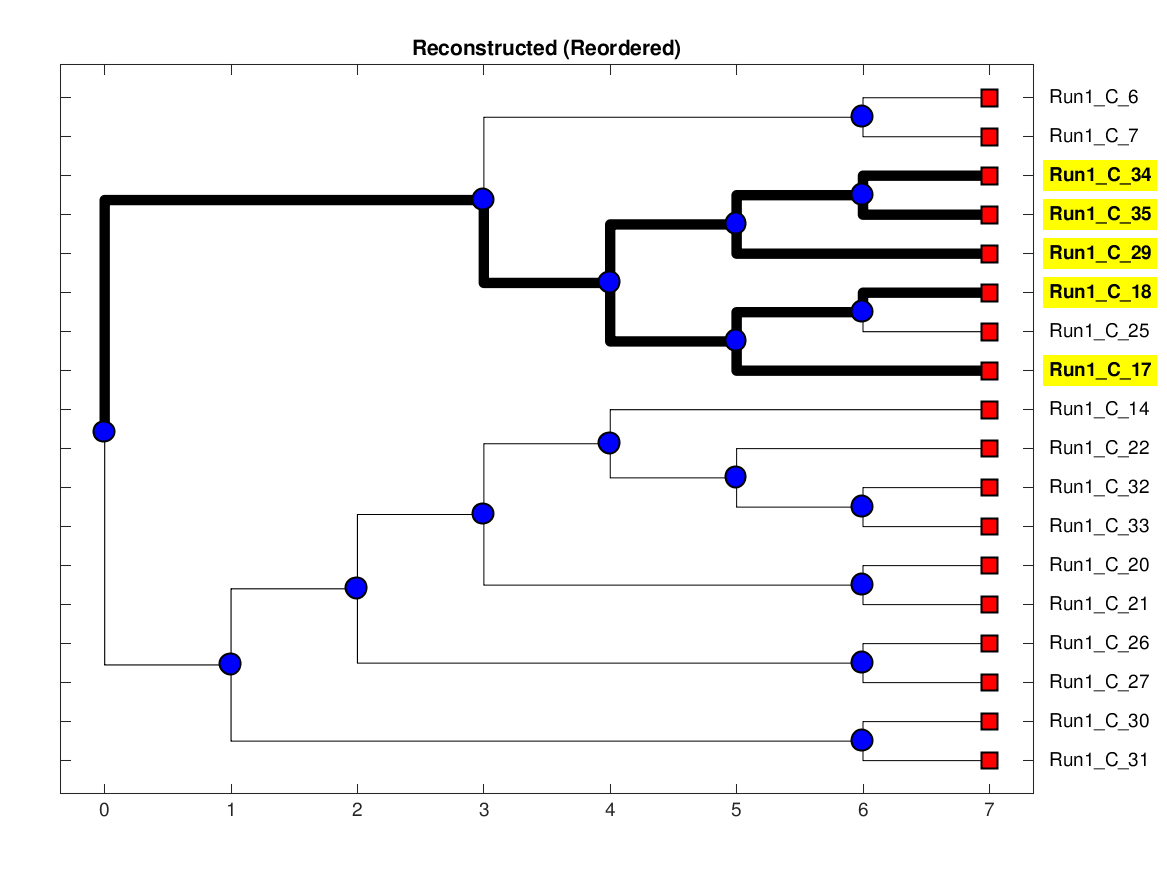 Reconstructed (Reordered)
Run1_C_6
Run1_C_7
Run1_C_34
Run1_C_35
Run1_C_29
Run1_C_18
Run1_C_25
Run1_C_17
Run1_C_14
Run1_C_22
Run1_C_32
Run1_C_33
Run1_C_20
Run1_C_21
Run1_C_26
Run1_C_27
Run1_C_30
Run1_C_31
0 1 2 3 4 5 6 7